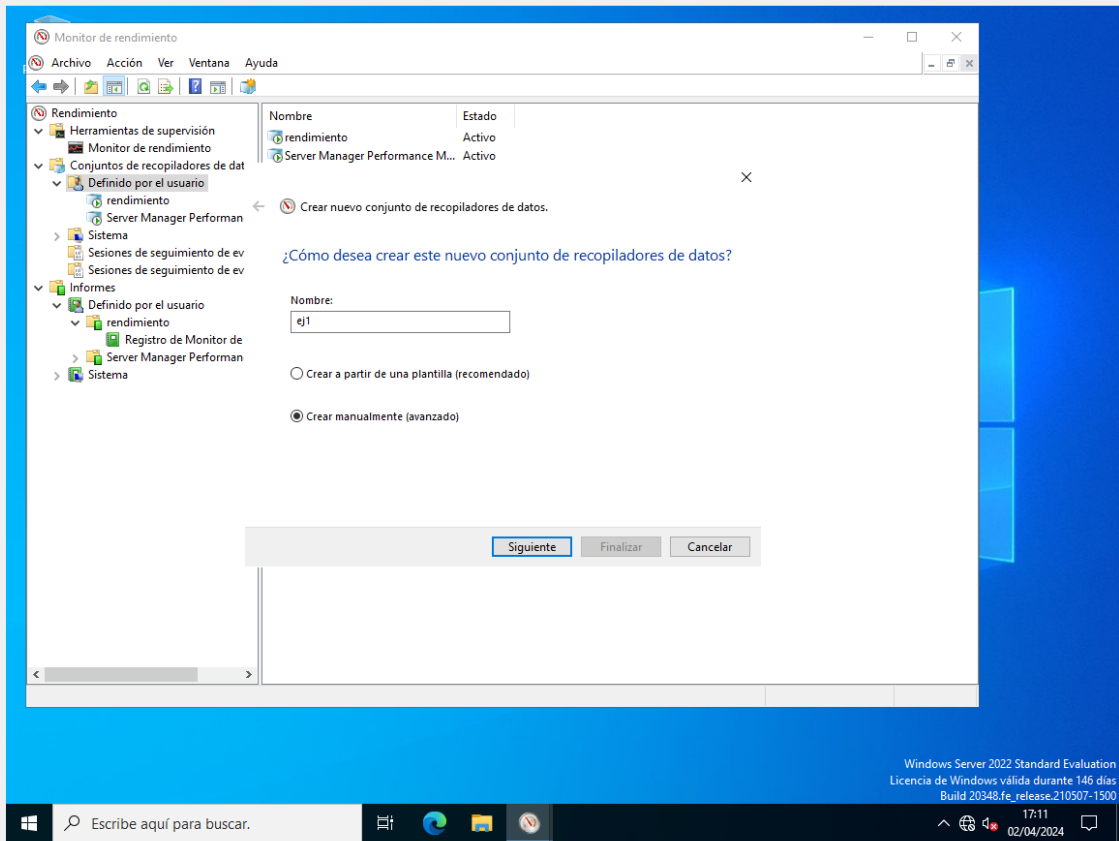 Monitor de rendimiento
Archivo Acción Ver Ventana Ayuda
Rendimiento
Herramientas de supervisión
Monitor de rendimiento
Conjuntos de recopiladores de dat
Definido por el usuario
rendimiento
Server Manager Performan
Sistema
Sesiones de seguimiento de ev
Sesiones de seguimiento de ev
Informes
Definido por el usuario
rendimiento
Registro de Monitor de
Server Manager Performan
Sistema
Nombre Estado
rendimiento Activo
Server Manager Performance M... Activo
Crear nuevo conjunto de recopiladores de datos.
¿Cómo desea crear este nuevo conjunto de recopiladores de datos?
Nombre:
ej1
Crear a partir de una plantilla (recomendado)
Crear manualmente (avanzado)
Siguiente Finalizar Cancelar
Windows Server 2022 Standard Evaluation
Licencia de Windows válida durante 146 días
Build 20348.fe_release.210507-1500
Escribe aquí para buscar.
17:11
02/04/2024